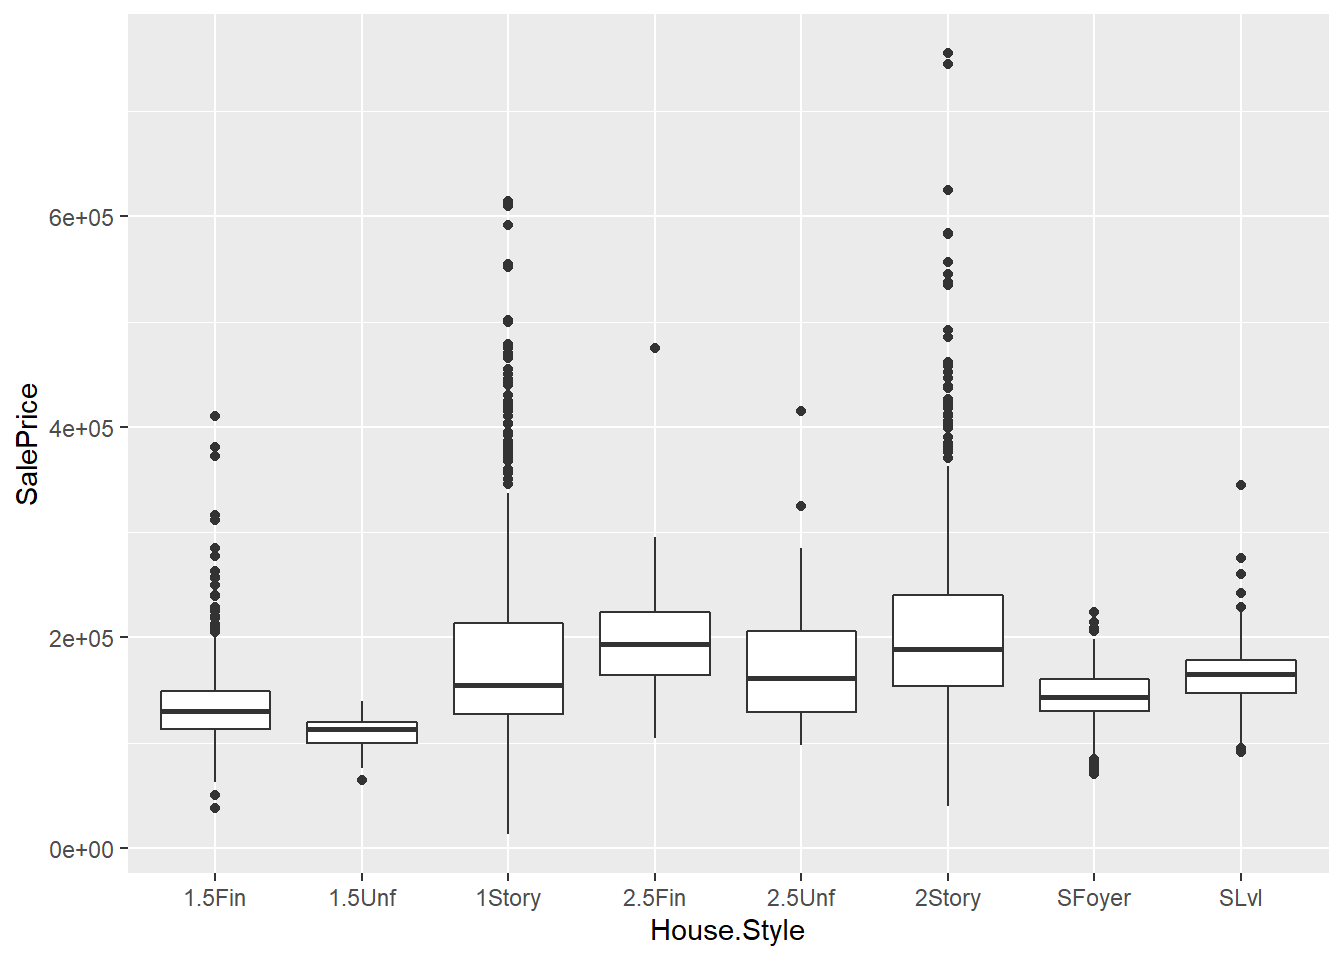 SalePrice
6e+05
4e+05
2e+05
0e+00
1.5Fin 1.5Unf 1Story 2.5Fin 2.5Unf 2Story SFoyer SLvl
House.Style